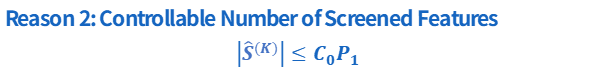 Reason 2: Controllable Number of Screened Features
|Ŝ⁽ᴷ⁾| ≤ C₀P₁